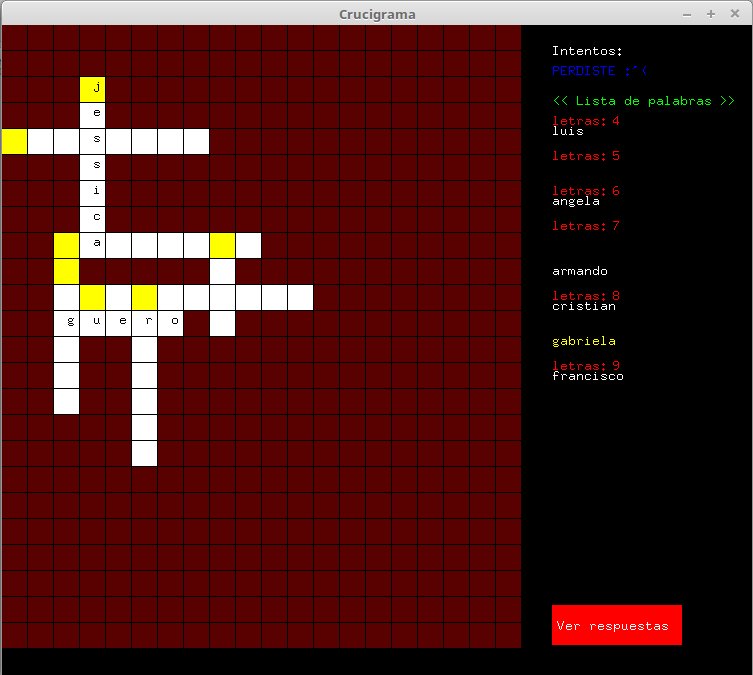 Crucigrama
Intentos:
PERDISTE :'(
<< Lista de palabras >>
letras: 4
luis
letras: 5
letras: 6
angela
letras: 7
armando
letras: 8
cristian
gabriela
letras: 9
francisco
Ver respuestas
j
e
s
s
i
c
a
g u e r o